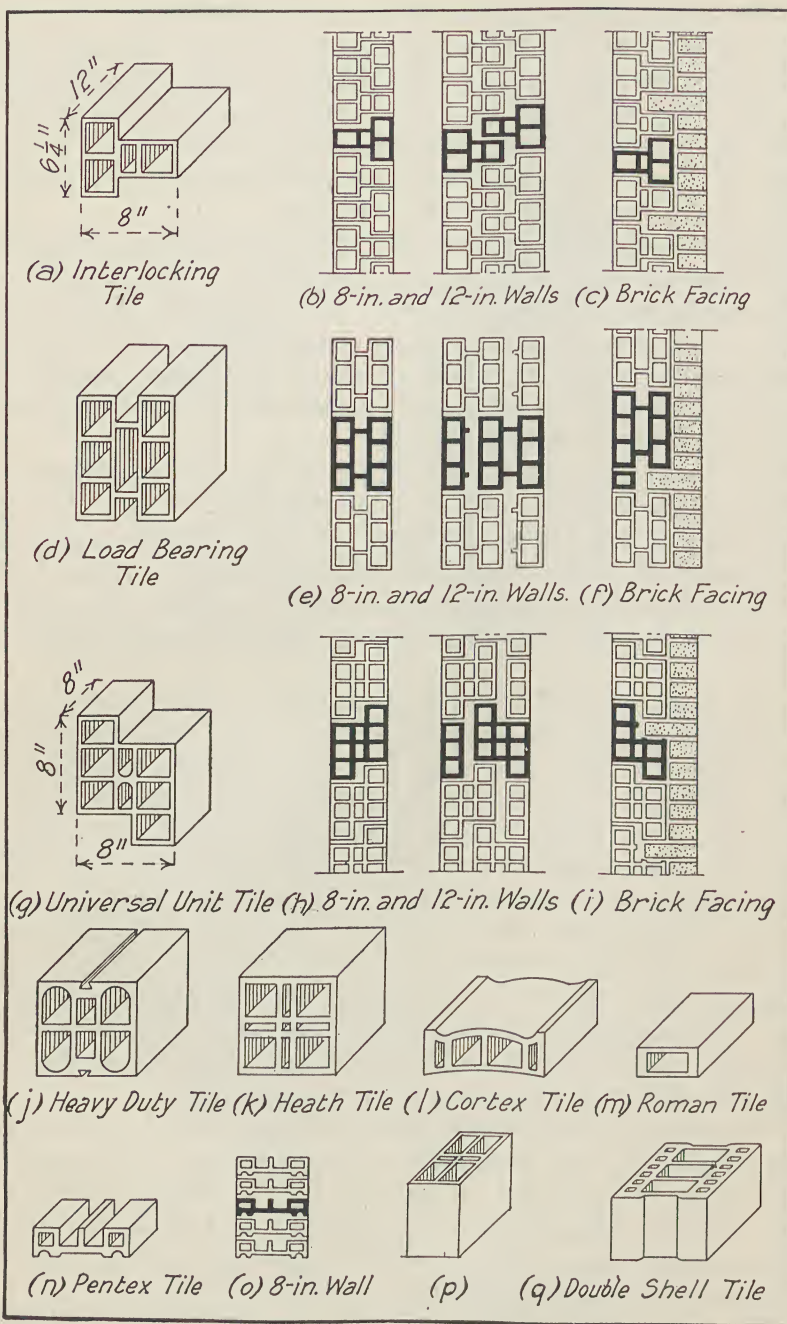 12"
6 1/4"
8"
(a) Interlocking
Tile
(b) 8-in. and 12-in. Walls
(c) Brick Facing
(d) Load Bearing
Tile
(e) 8-in. and 12-in. Walls.
(f) Brick Facing
8"
8"
8"
(g) Universal Unit Tile
(h) 8-in. and 12-in. Walls
(i) Brick Facing
(j) Heavy Duty Tile
(k) Heath Tile
(l) Cortex Tile
(m) Roman Tile
(n) Pentex Tile
(o) 8-in. Wall
(p)
(q) Double Shell Tile